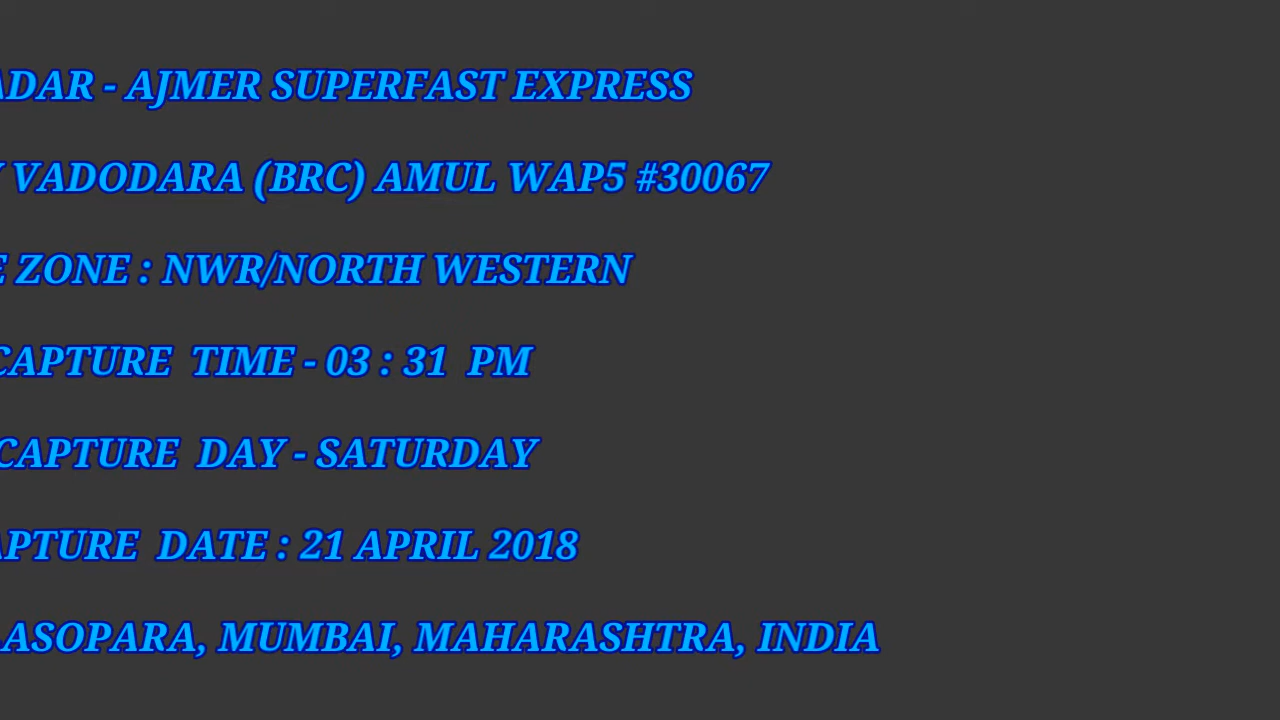 ADAR - AJMER SUPERFAST EXPRESS
VADODARA (BRC) AMUL WAP5 #30067
E ZONE : NWR/NORTH WESTERN
CAPTURE TIME - 03 : 31 PM
CAPTURE DAY - SATURDAY
APTURE DATE : 21 APRIL 2018
ASOPARA, MUMBAI, MAHARASHTRA, INDIA